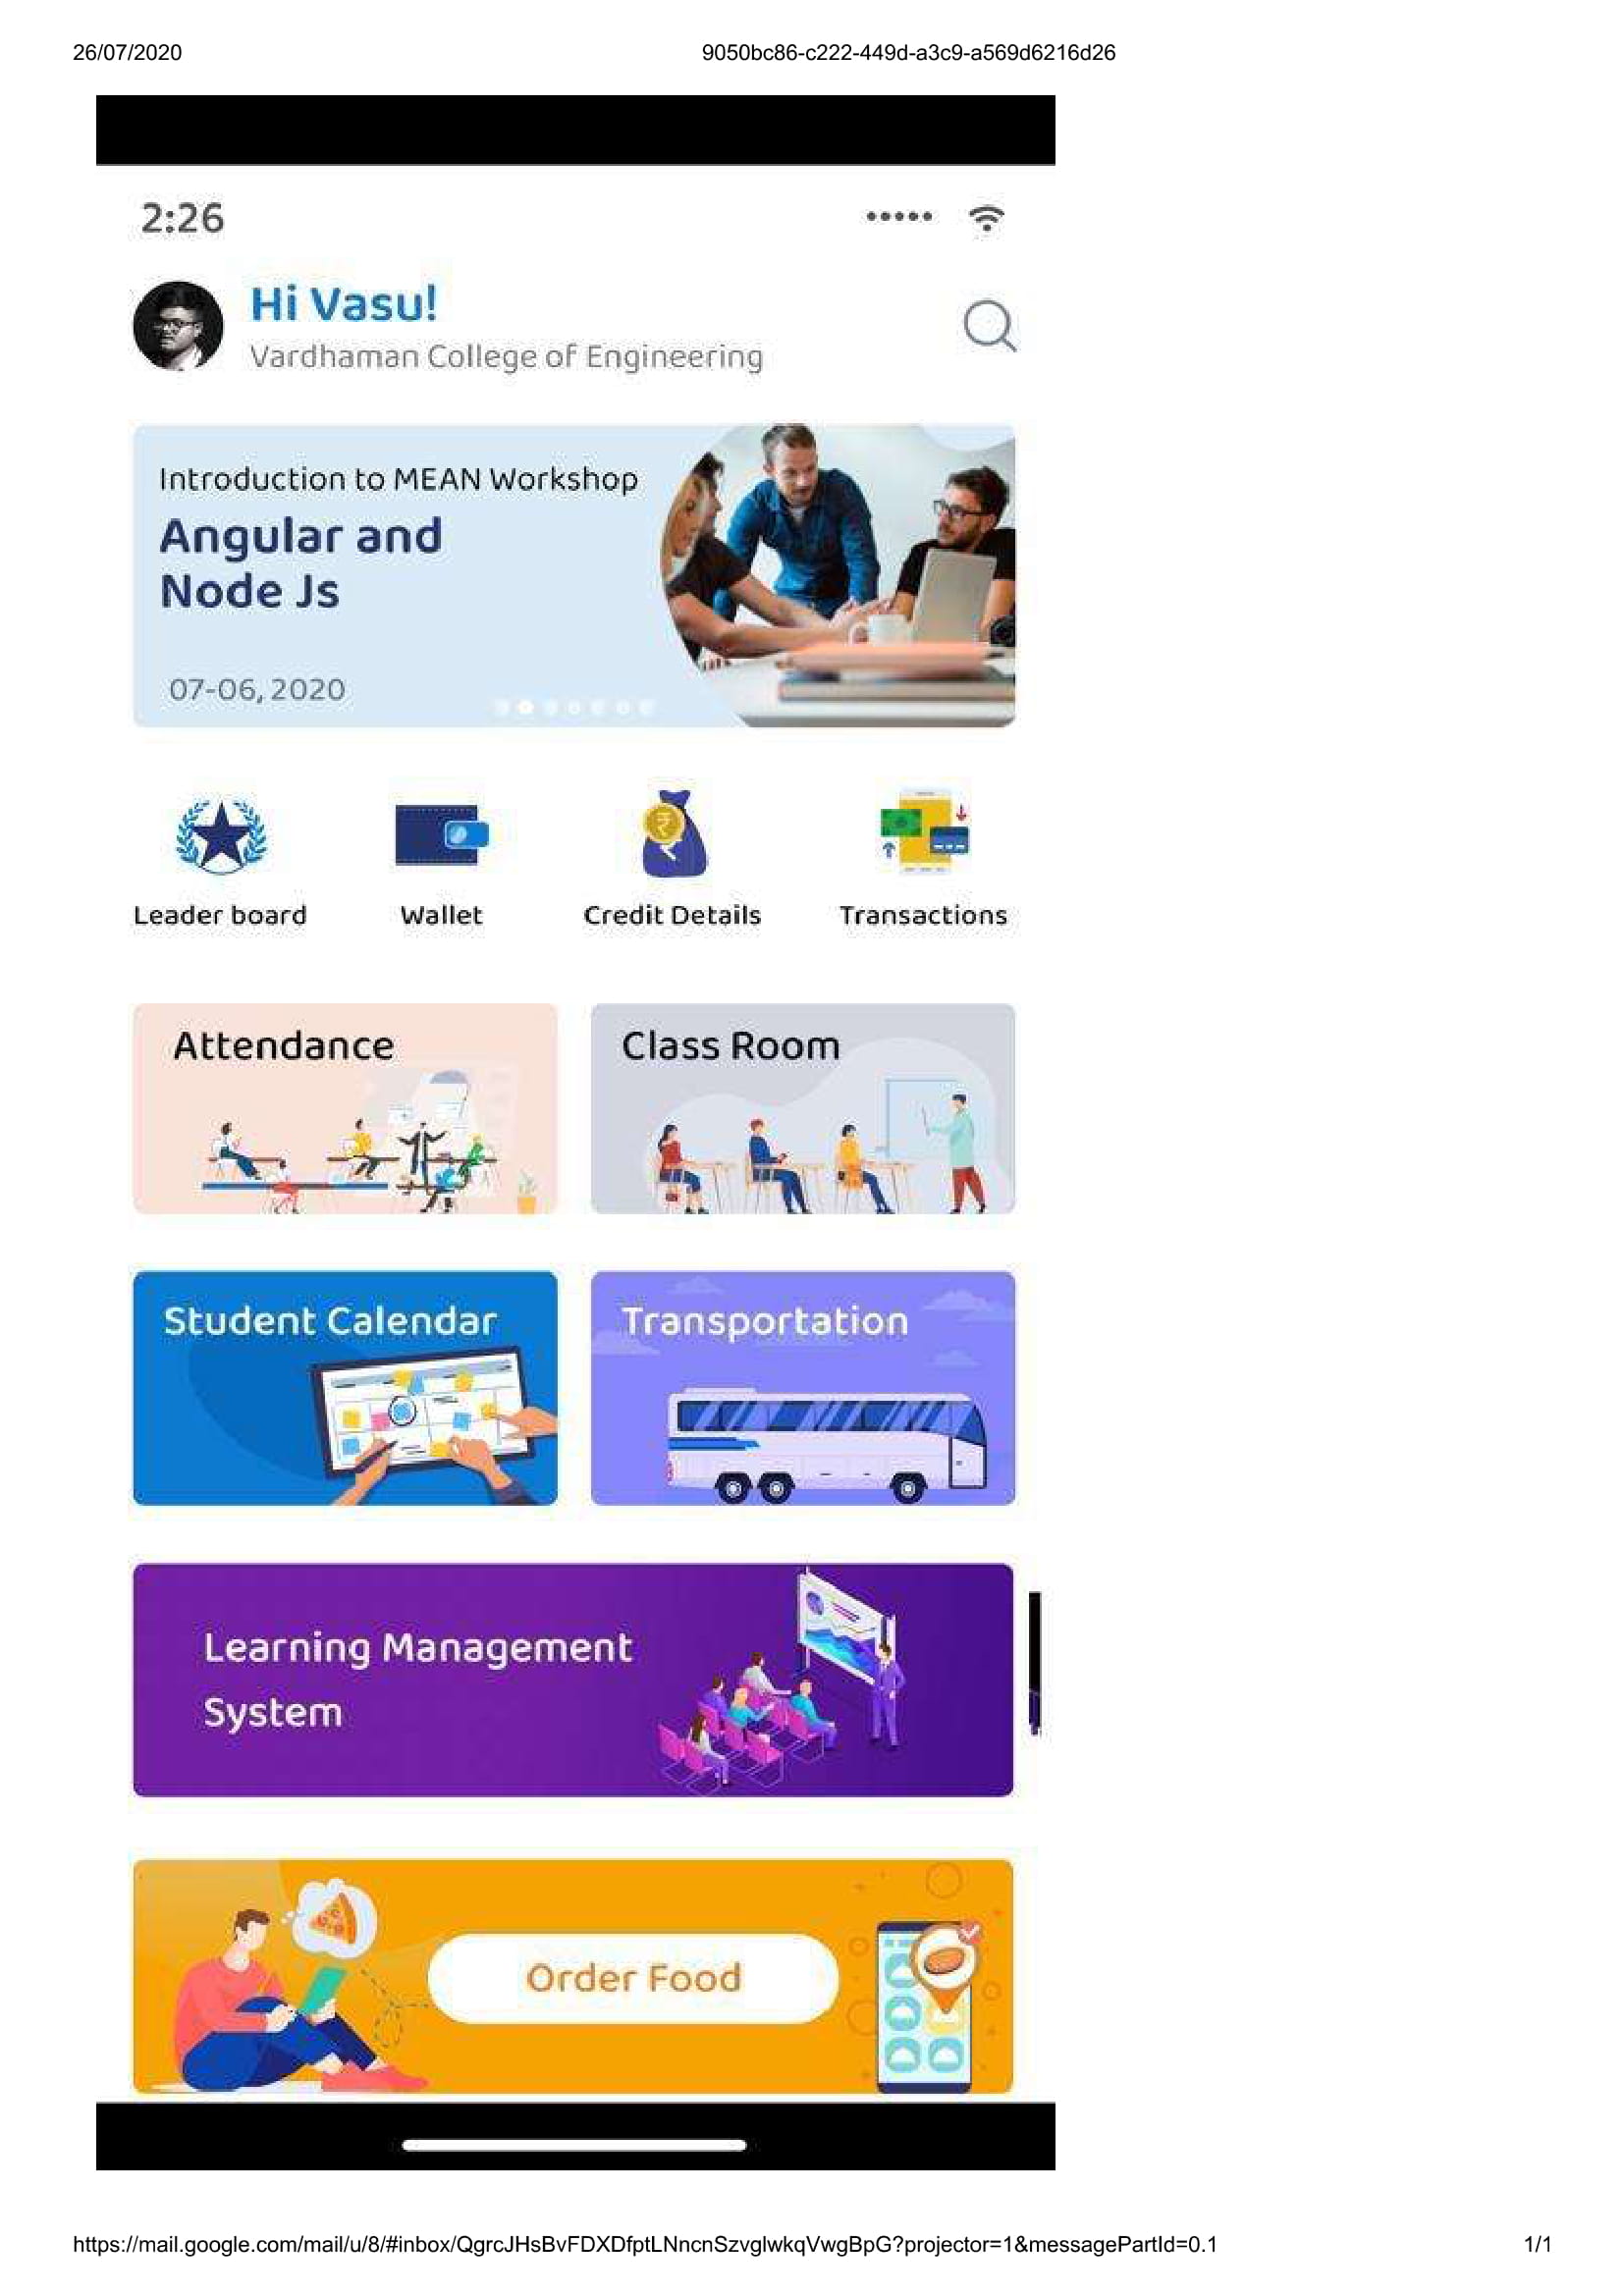 26/07/2020
9050bc86-c222-449d-a3c9-a569d6216d26
2:26
Hi Vasu!
Vardhaman College of Engineering
Introduction to MEAN Workshop
Angular and
Node Js
07-06, 2020
Leader board
Wallet
Credit Details
Transactions
Attendance
Class Room
Student Calendar
Transportation
Learning Management
System
Order Food
https://mail.google.com/mail/u/8/#inbox/QgrcJHsBvFDXDfptLNncnSzvglwkqVwgBpG?projector=1&messagePartId=0.1
1/1